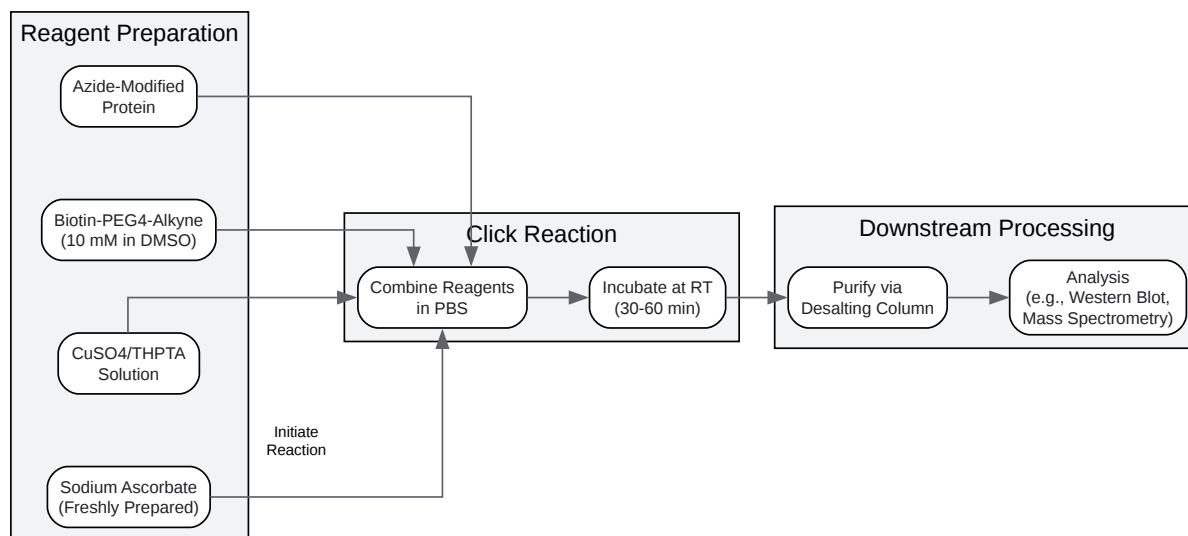 Reagent Preparation
Azide-Modified
Protein
Biotin-PEG4-Alkyne
(10 mM in DMSO)
CuSO4/THPTA
Solution
Sodium Ascorbate
(Freshly Prepared)
Initiate
Reaction
Click Reaction
Combine Reagents
in PBS
Incubate at RT
(30-60 min)
Downstream Processing
Purify via
Desalting Column
Analysis
(e.g., Western Blot,
Mass Spectrometry)